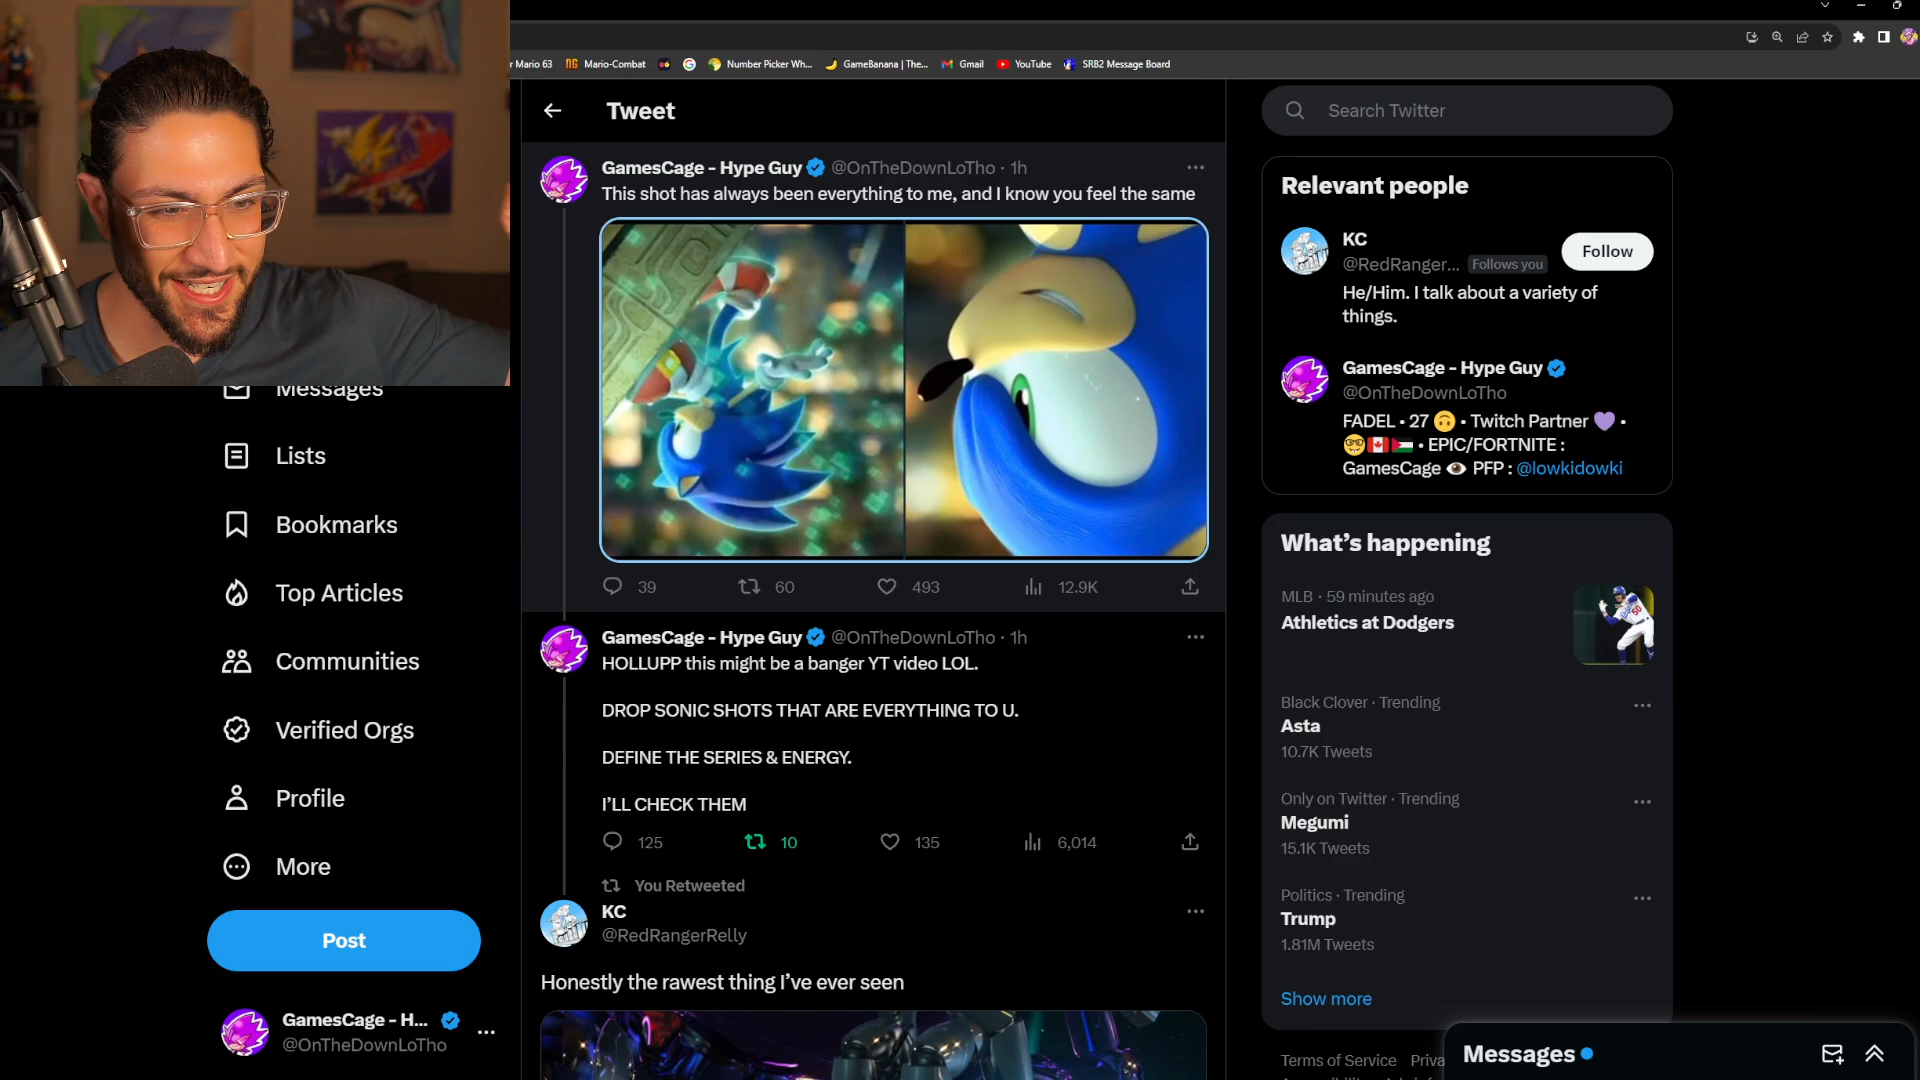 r Mario 63
Mario-Combat
Number Picker Wh...
GameBanana | The...
Gmail
YouTube
SRB2 Message Board
Messages
Lists
Bookmarks
Top Articles
Communities
Verified Orgs
Profile
More
Post
GamesCage - H...
@OnTheDownLoTho
Tweet
GamesCage - Hype Guy @OnTheDownLoTho · 1h
This shot has always been everything to me, and I know you feel the same
39 60 493 12.9K
GamesCage - Hype Guy @OnTheDownLoTho · 1h
HOLLUPP this might be a banger YT video LOL.
DROP SONIC SHOTS THAT ARE EVERYTHING TO U.
DEFINE THE SERIES & ENERGY.
I'LL CHECK THEM
125 10 135 6,014
You Retweeted
KC
@RedRangerRelly
Honestly the rawest thing I've ever seen
Search Twitter
Relevant people
KC
@RedRanger... Follows you
Follow
He/Him. I talk about a variety of
things.
GamesCage - Hype Guy
@OnTheDownLoTho
FADEL • 27 🙃 • Twitch Partner 💜 •
🤓🇨🇦🇵🇸 • EPIC/FORTNITE :
GamesCage 👁 PFP : @lowkidowki
What's happening
MLB · 59 minutes ago
Athletics at Dodgers
50
Black Clover · Trending
Asta
10.7K Tweets
Only on Twitter · Trending
Megumi
15.1K Tweets
Politics · Trending
Trump
1.81M Tweets
Show more
Terms of Service Priva
Messages